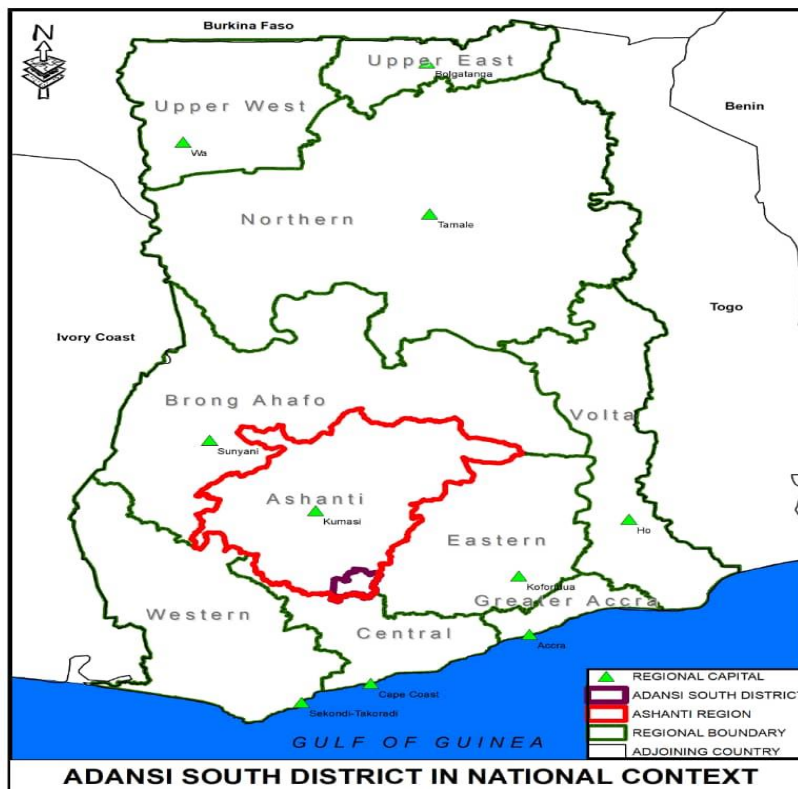 Burkina Faso
N
Upper East
Bolgatanga
Upper West
Benin
Wa
Northern
Tamale
Togo
Ivory Coast
Brong Ahafo
Volta
Sunyani
Ashanti
Kumasi
Ho
Eastern
Koforidua
Greater Accra
Western
Central
Accra
Cape Coast
Sekondi-Takoradi
GULF OF GUINEA
REGIONAL CAPITAL
ADANSI SOUTH DISTRICT
ASHANTI REGION
REGIONAL BOUNDARY
ADJOINING COUNTRY
ADANSI SOUTH DISTRICT IN NATIONAL CONTEXT